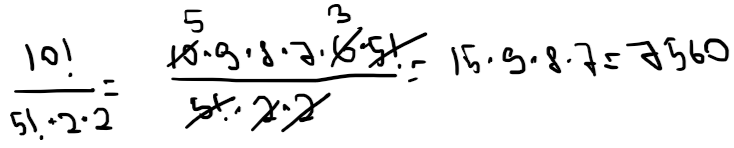 10!/(5!·2·2) = (10·9·8·7·6·5!)/(5!·2·2) = 15·9·8·7 = 7560
5 3